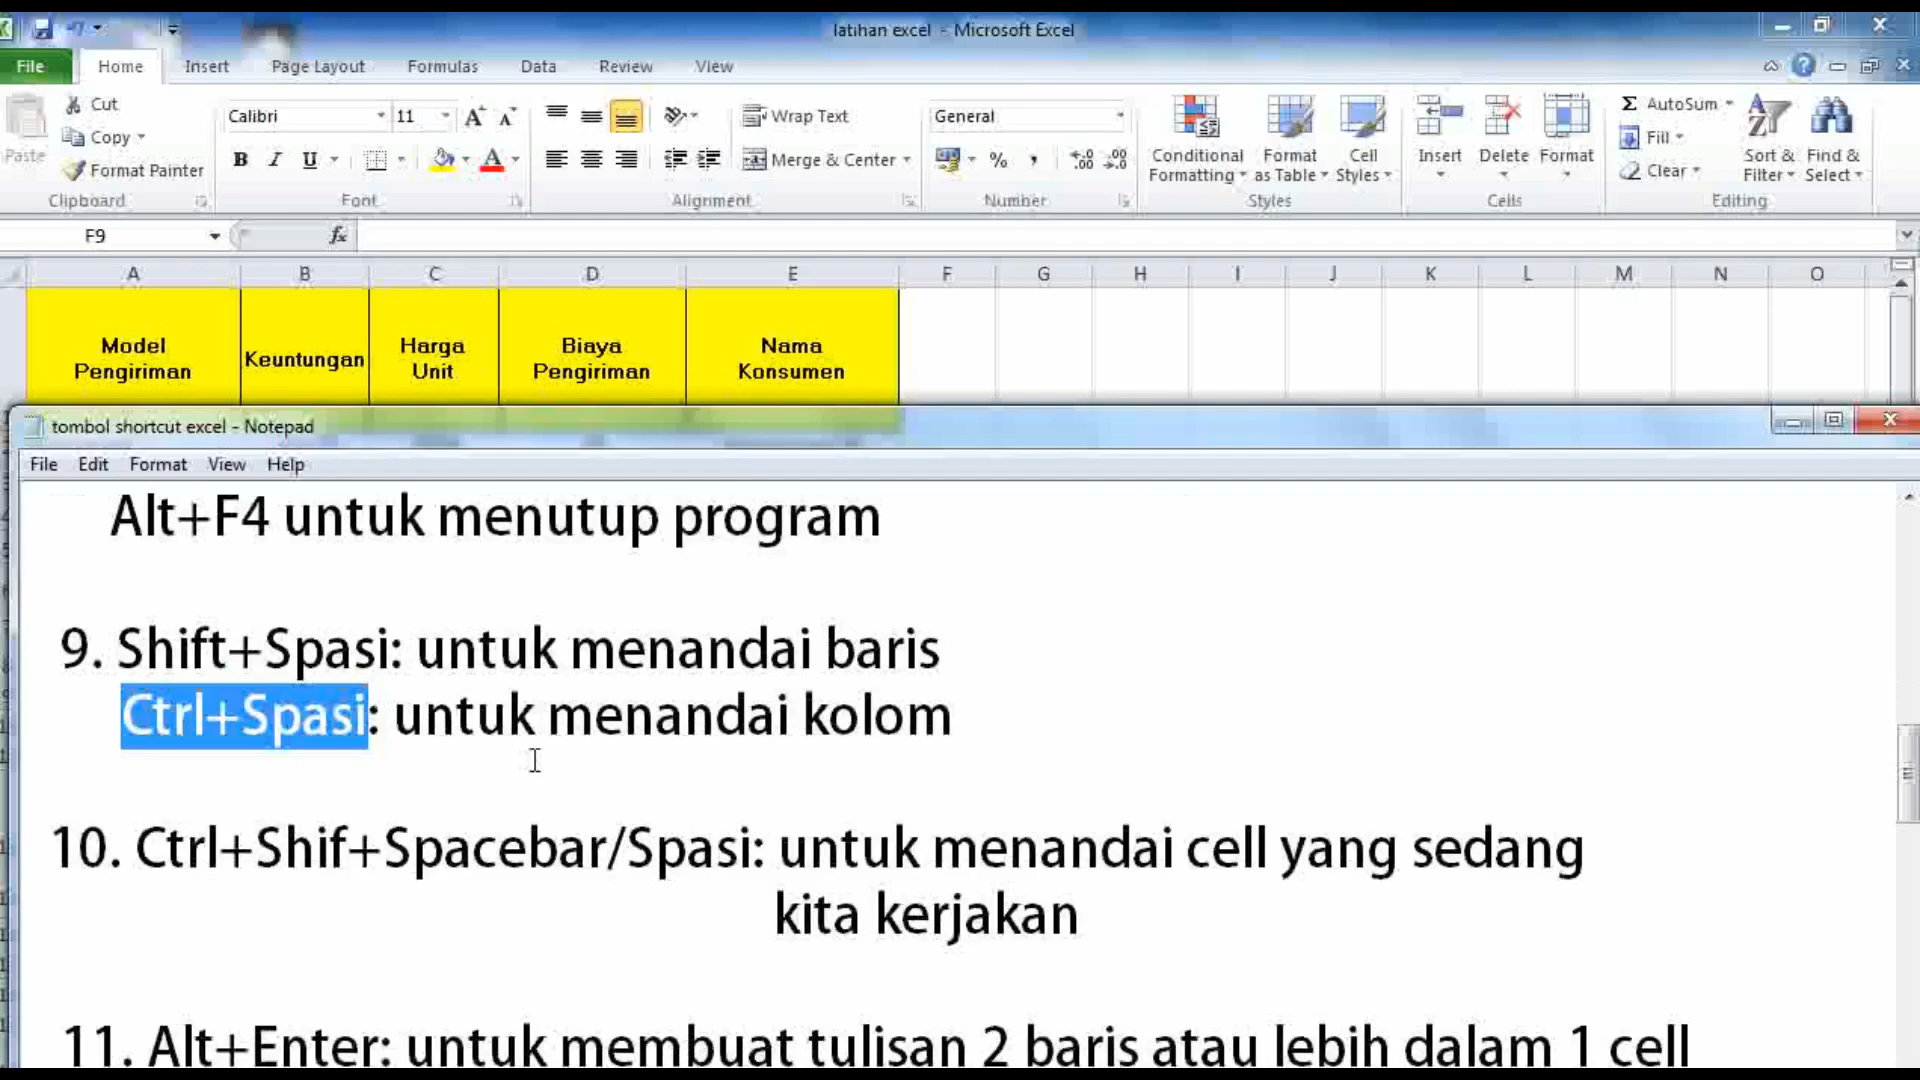 latihan excel - Microsoft Excel
File Home Insert Page Layout Formulas Data Review View
Paste
Cut
Copy
Format Painter
Clipboard
Calibri 11
B I U
A
Font
Wrap Text
Merge & Center
Alignment
General
% ,
Number
Conditional Formatting
Format as Table
Cell Styles
Styles
Insert Delete Format
Cells
Σ AutoSum
Fill
Clear
Sort & Filter
Find & Select
Editing
F9 fx
A B C D E F G H I J K L M N O
Model
Pengiriman
Keuntungan
Harga
Unit
Biaya
Pengiriman
Nama
Konsumen
tombol shortcut excel - Notepad
File Edit Format View Help
Alt+F4 untuk menutup program
9. Shift+Spasi: untuk menandai baris
Ctrl+Spasi: untuk menandai kolom
10. Ctrl+Shif+Spacebar/Spasi: untuk menandai cell yang sedang
kita kerjakan
11. Alt+Enter: untuk membuat tulisan 2 baris atau lebih dalam 1 cell